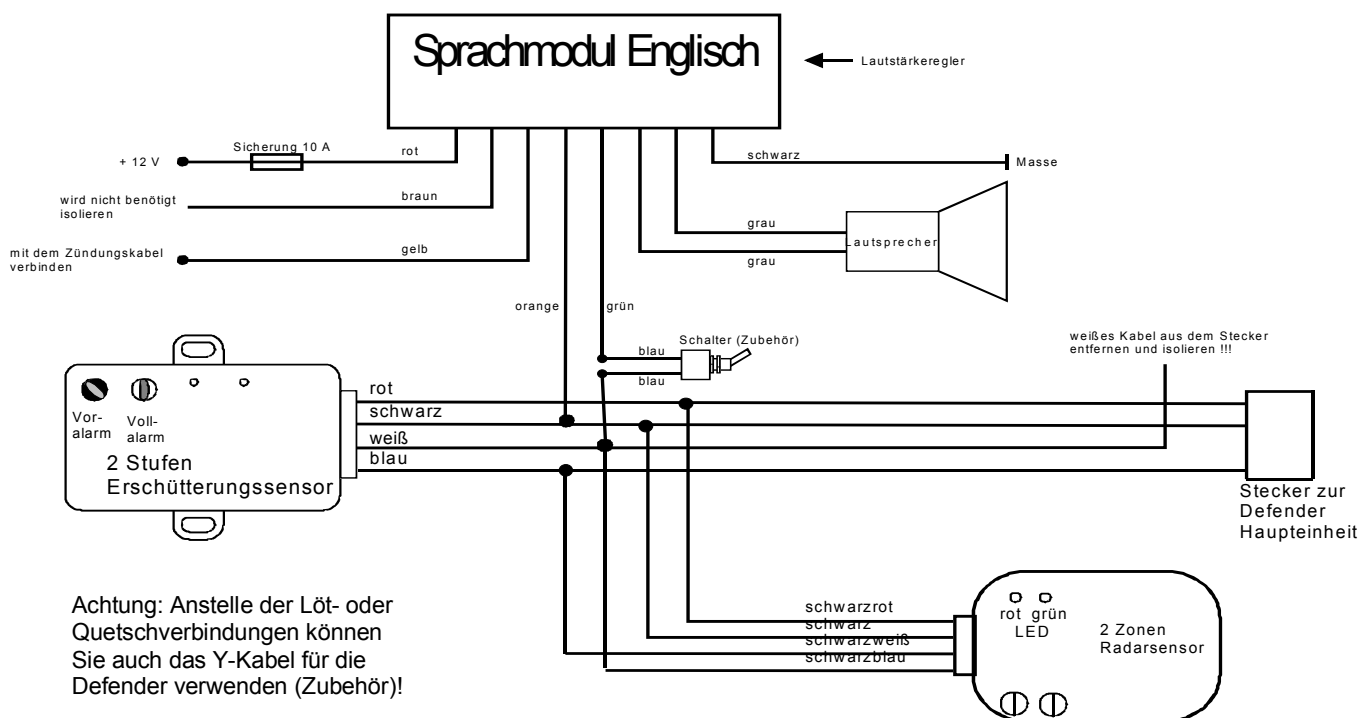 Sprachmodul Englisch
Lautstärkeregler
Sicherung 10 A
+ 12 V
rot
schwarz
Masse
wird nicht benötigt
isolieren
braun
grau
Lautsprecher
grau
mit dem Zündungskabel
verbinden
gelb
orange
grün
Schalter (Zubehör)
blau
blau
weißes Kabel aus dem Stecker
entfernen und isolieren !!!
Vor-
alarm
Voll-
alarm
2 Stufen
Erschütterungssensor
rot
schwarz
weiß
blau
Stecker zur
Defender
Haupteinheit
Achtung: Anstelle der Löt- oder
Quetschverbindungen können
Sie auch das Y-Kabel für die
Defender verwenden (Zubehör)!
schwarzrot
schwarz
schwarzweiß
schwarzblau
rot grün
LED
2 Zonen
Radarsensor